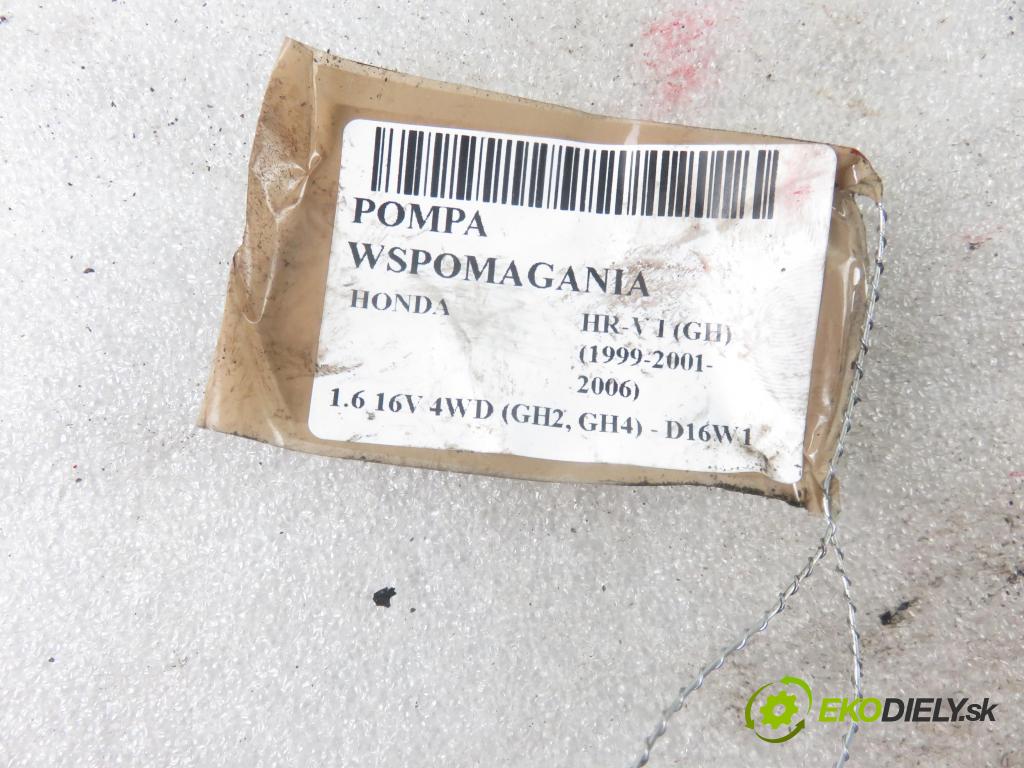 POMPA
WSPOMAGANIA
HONDA
HR-V I (GH)
(1999-2001-
2006)
1.6 16V 4WD (GH2, GH4) - D16W1
EKODIELY.sk